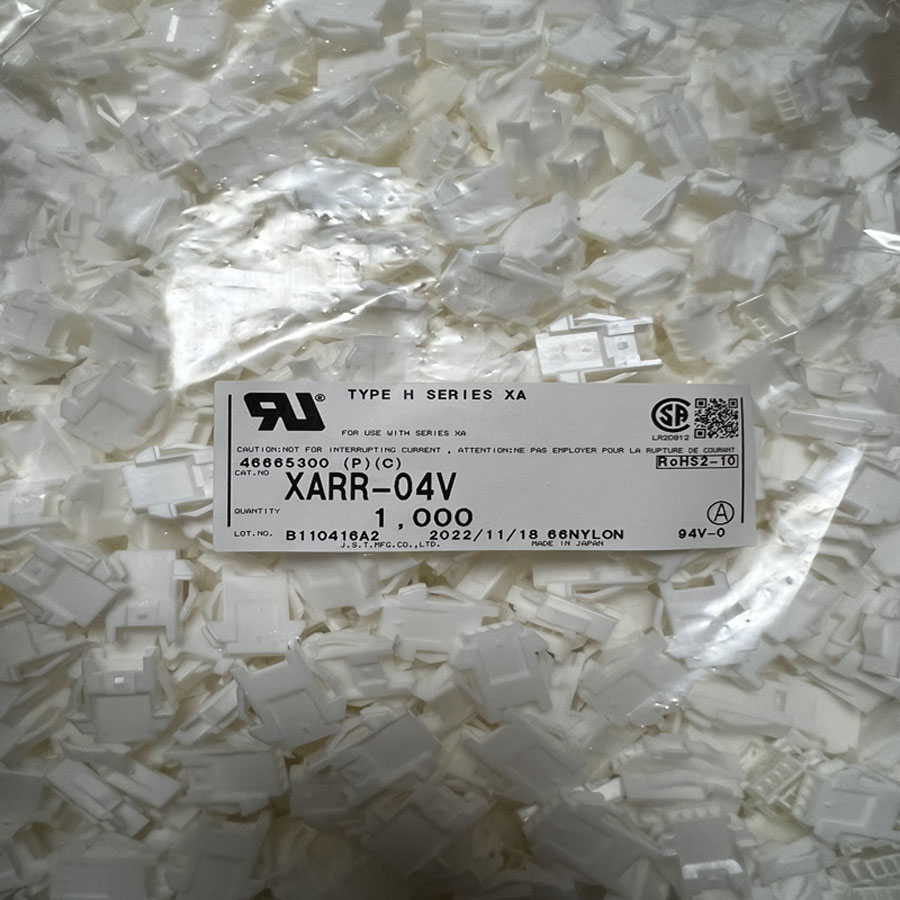 TYPE H SERIES XA
FOR USE WITH SERIES XA
LR20812
CAUTION:NOT FOR INTERRUPTING CURRENT , ATTENTION:NE PAS EMPLOYER POUR LA RUPTURE DE COURANT
46665300 (P)(C) RoHS2-10
CAT.NO XARR-04V
QUANTITY 1,000 A
LOT.NO. B110416A2 2022/11/18 66NYLON 94V-0
J.S.T.MFG.CO.,LTD. MADE IN JAPAN